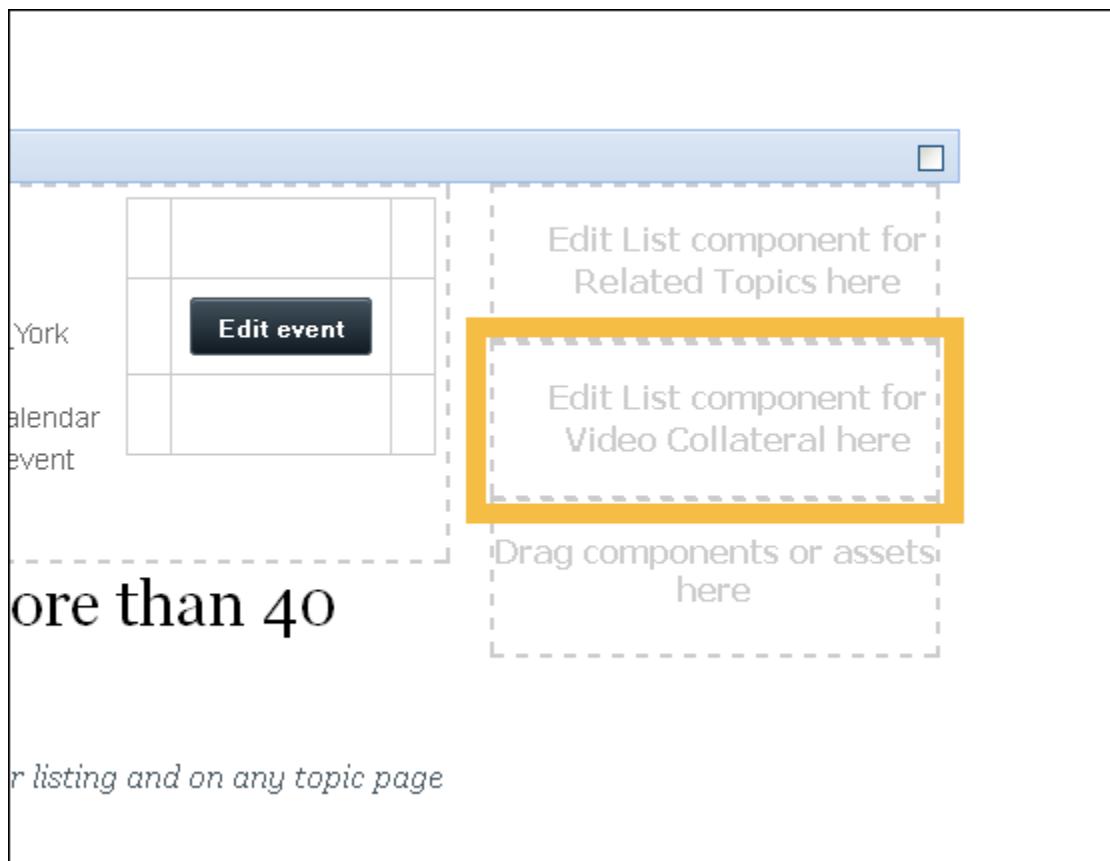 Edit List component for
Related Topics here
Edit event
York
alendar
event
Edit List component for
Video Collateral here
Drag components or assets
here
ore than 40
r listing and on any topic page